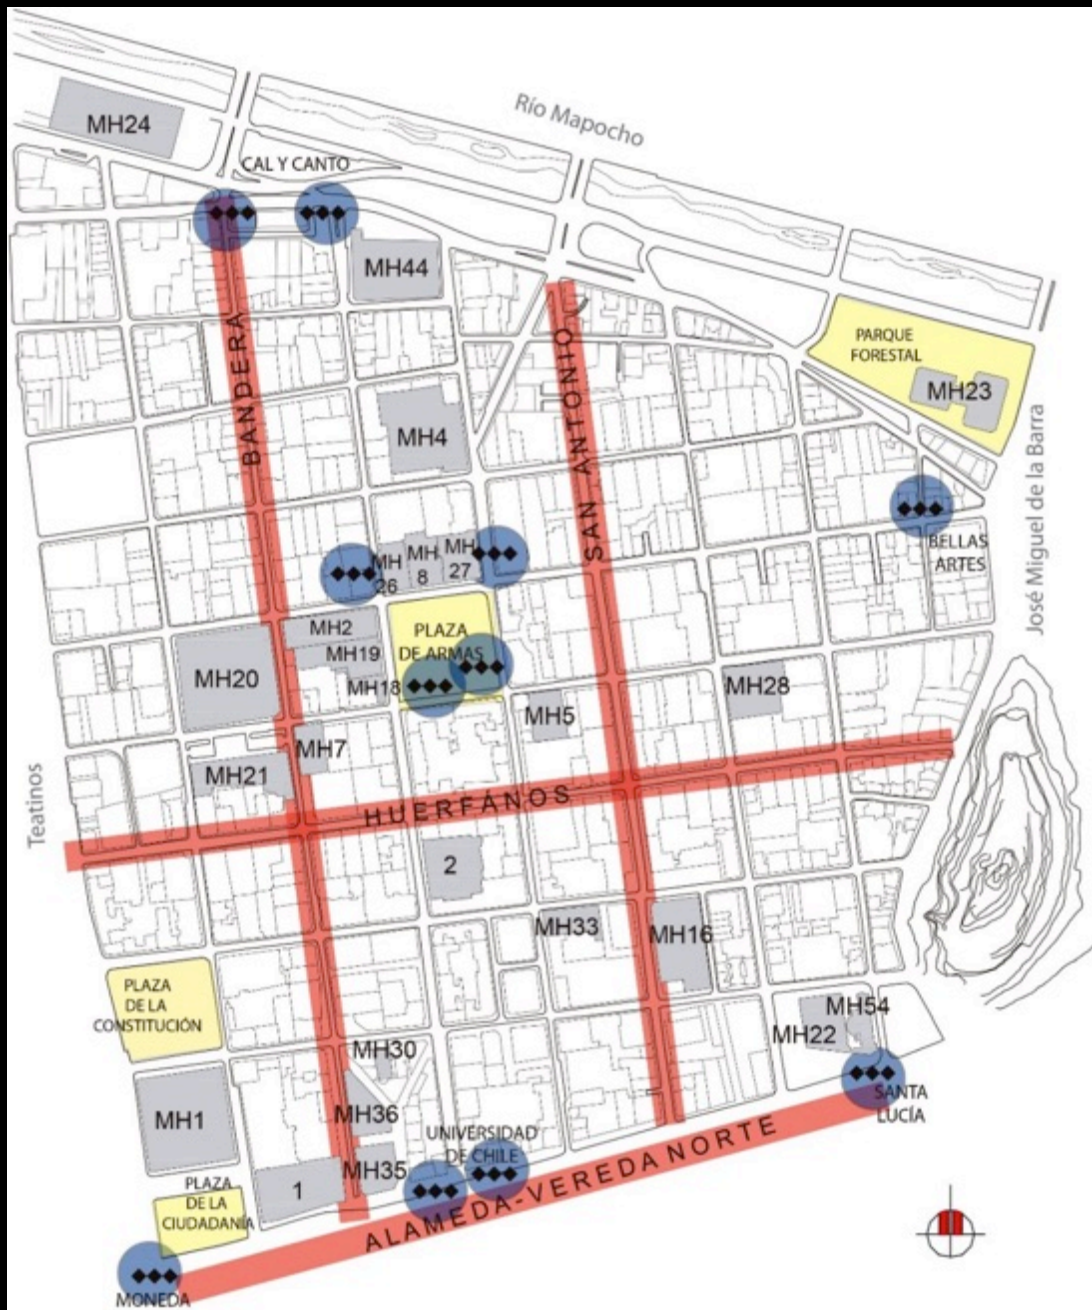 Río Mapocho
MH24
CAL Y CANTO
MH44
BANDERA
SAN ANTONIO
PARQUE
FORESTAL
MH23
José Miguel de la Barra
MH4
BELLAS
ARTES
MH
26
MH
8
MH
27
MH2
MH19
MH18
PLAZA
DE ARMAS
MH20
MH5
MH28
MH7
MH21
Teatinos
HUERFÁNOS
2
MH33
MH16
PLAZA
DE LA
CONSTITUCIÓN
MH54
MH22
MH30
SANTA
LUCÍA
MH1
MH36
UNIVERSIDAD
DE CHILE
MH35
1
PLAZA
DE LA
CIUDADANÍA
ALAMEDA-VEREDA NORTE
MONEDA